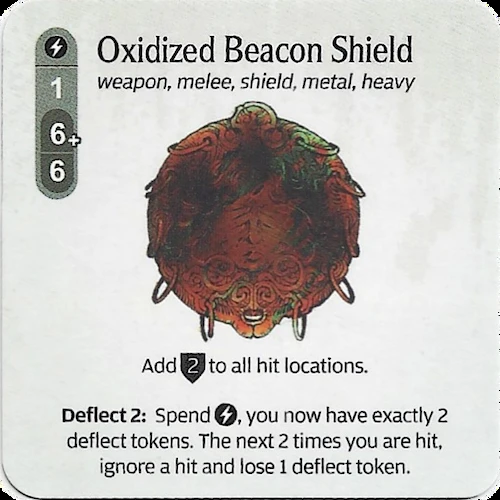 Oxidized Beacon Shield
weapon, melee, shield, metal, heavy
1
6+
6
Add 2 to all hit locations.
Deflect 2: Spend , you now have exactly 2
deflect tokens. The next 2 times you are hit,
ignore a hit and lose 1 deflect token.